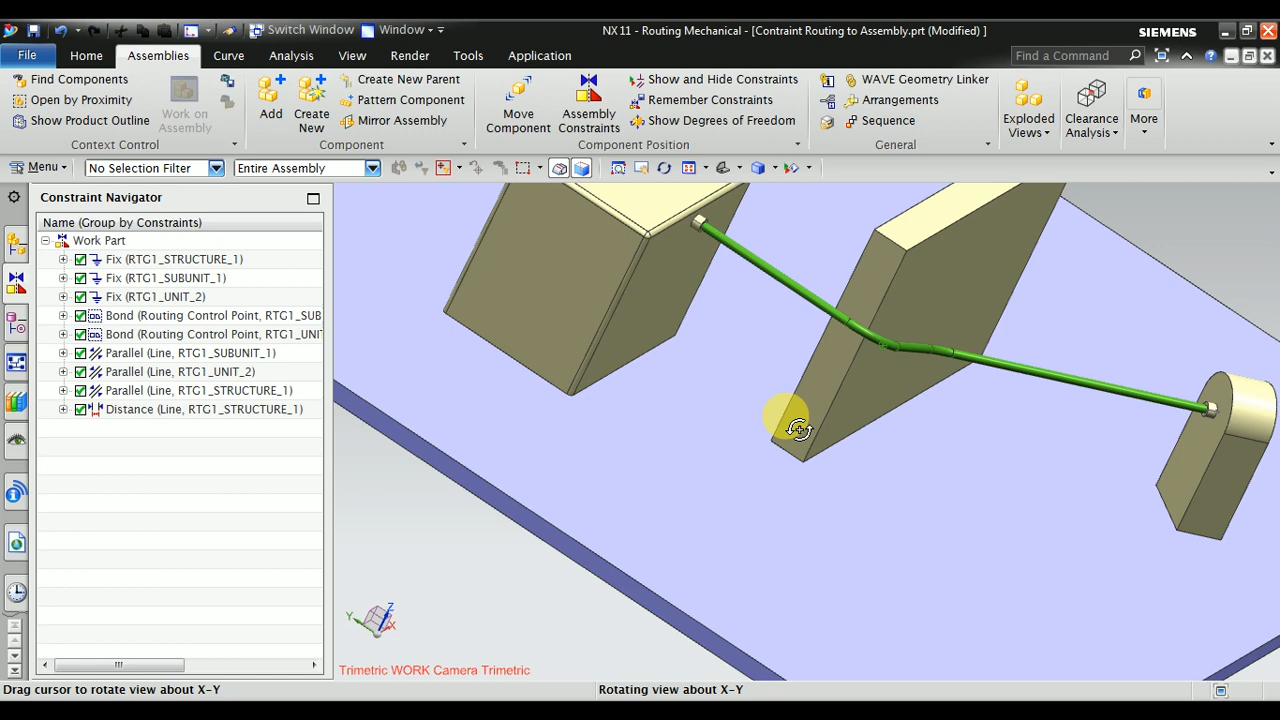 Switch Window Window
NX 11 - Routing Mechanical - [Contraint Routing to Assembly.prt (Modified) ]
SIEMENS
File Home Assemblies Curve Analysis View Render Tools Application
Find a Command
Find Components
Open by Proximity
Show Product Outline
Work on
Assembly
Context Control
Add
Create
New
Create New Parent
Pattern Component
Mirror Assembly
Component
Move
Component
Assembly
Constraints
Show and Hide Constraints
Remember Constraints
Show Degrees of Freedom
Component Position
WAVE Geometry Linker
Arrangements
Sequence
General
Exploded
Views
Clearance
Analysis
More
Menu
No Selection Filter
Entire Assembly
Constraint Navigator
Name (Group by Constraints)
Work Part
Fix (RTG1_STRUCTURE_1)
Fix (RTG1_SUBUNIT_1)
Fix (RTG1_UNIT_2)
Bond (Routing Control Point, RTG1_SUB
Bond (Routing Control Point, RTG1_UNIT
Parallel (Line, RTG1_SUBUNIT_1)
Parallel (Line, RTG1_UNIT_2)
Parallel (Line, RTG1_STRUCTURE_1)
Distance (Line, RTG1_STRUCTURE_1)
Z
Y
X
Trimetric WORK Camera Trimetric
Drag cursor to rotate view about X-Y
Rotating view about X-Y